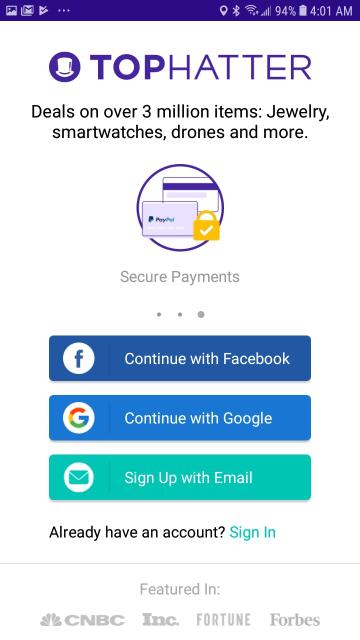 94% 4:01 AM
TOPHATTER
Deals on over 3 million items: Jewelry,
smartwatches, drones and more.
PayPal
Secure Payments
Continue with Facebook
Continue with Google
Sign Up with Email
Already have an account? Sign In
Featured In:
CNBC Inc. FORTUNE Forbes